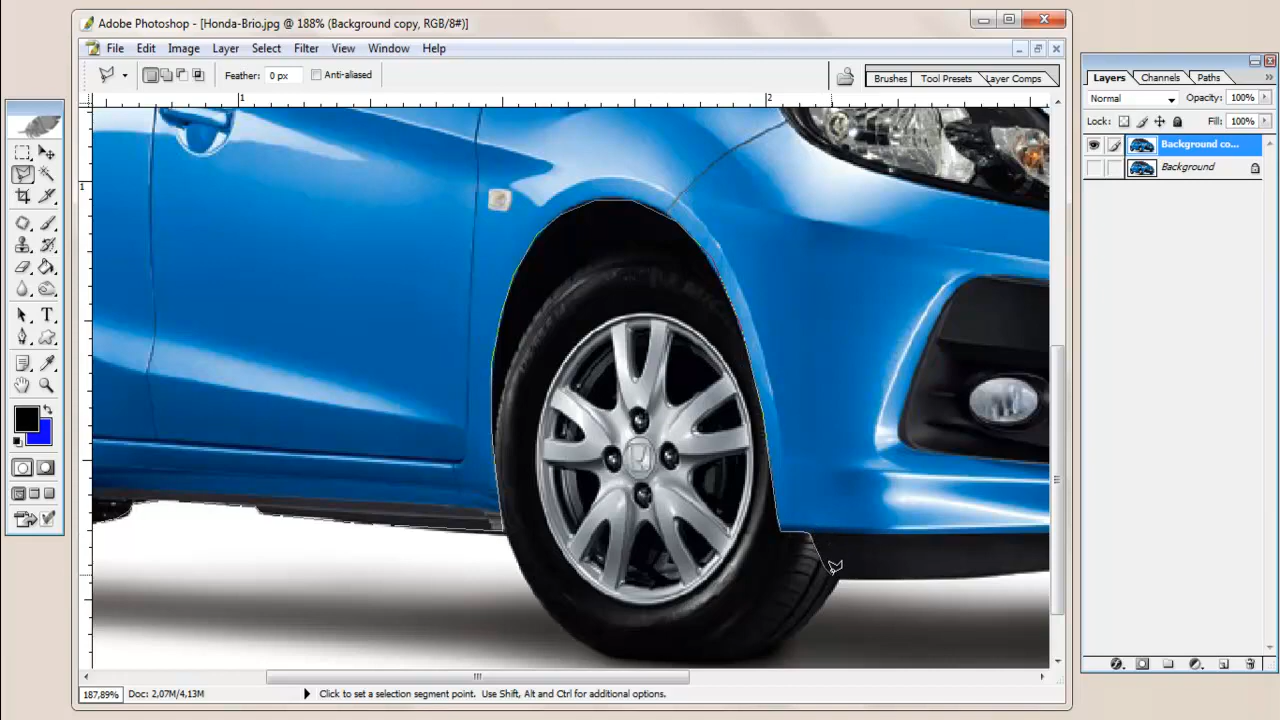 Adobe Photoshop - [Honda-Brio.jpg @ 188% (Background copy, RGB/8#)]
File Edit Image Layer Select Filter View Window Help
Feather: 0 px Anti-aliased
Brushes Tool Presets Layer Comps
1 2
1
Layers Channels Paths
Normal Opacity: 100%
Lock: Fill: 100%
Background co...
Background
187,89% Doc: 2,07M/4,13M Click to set a selection segment point. Use Shift, Alt and Ctrl for additional options.